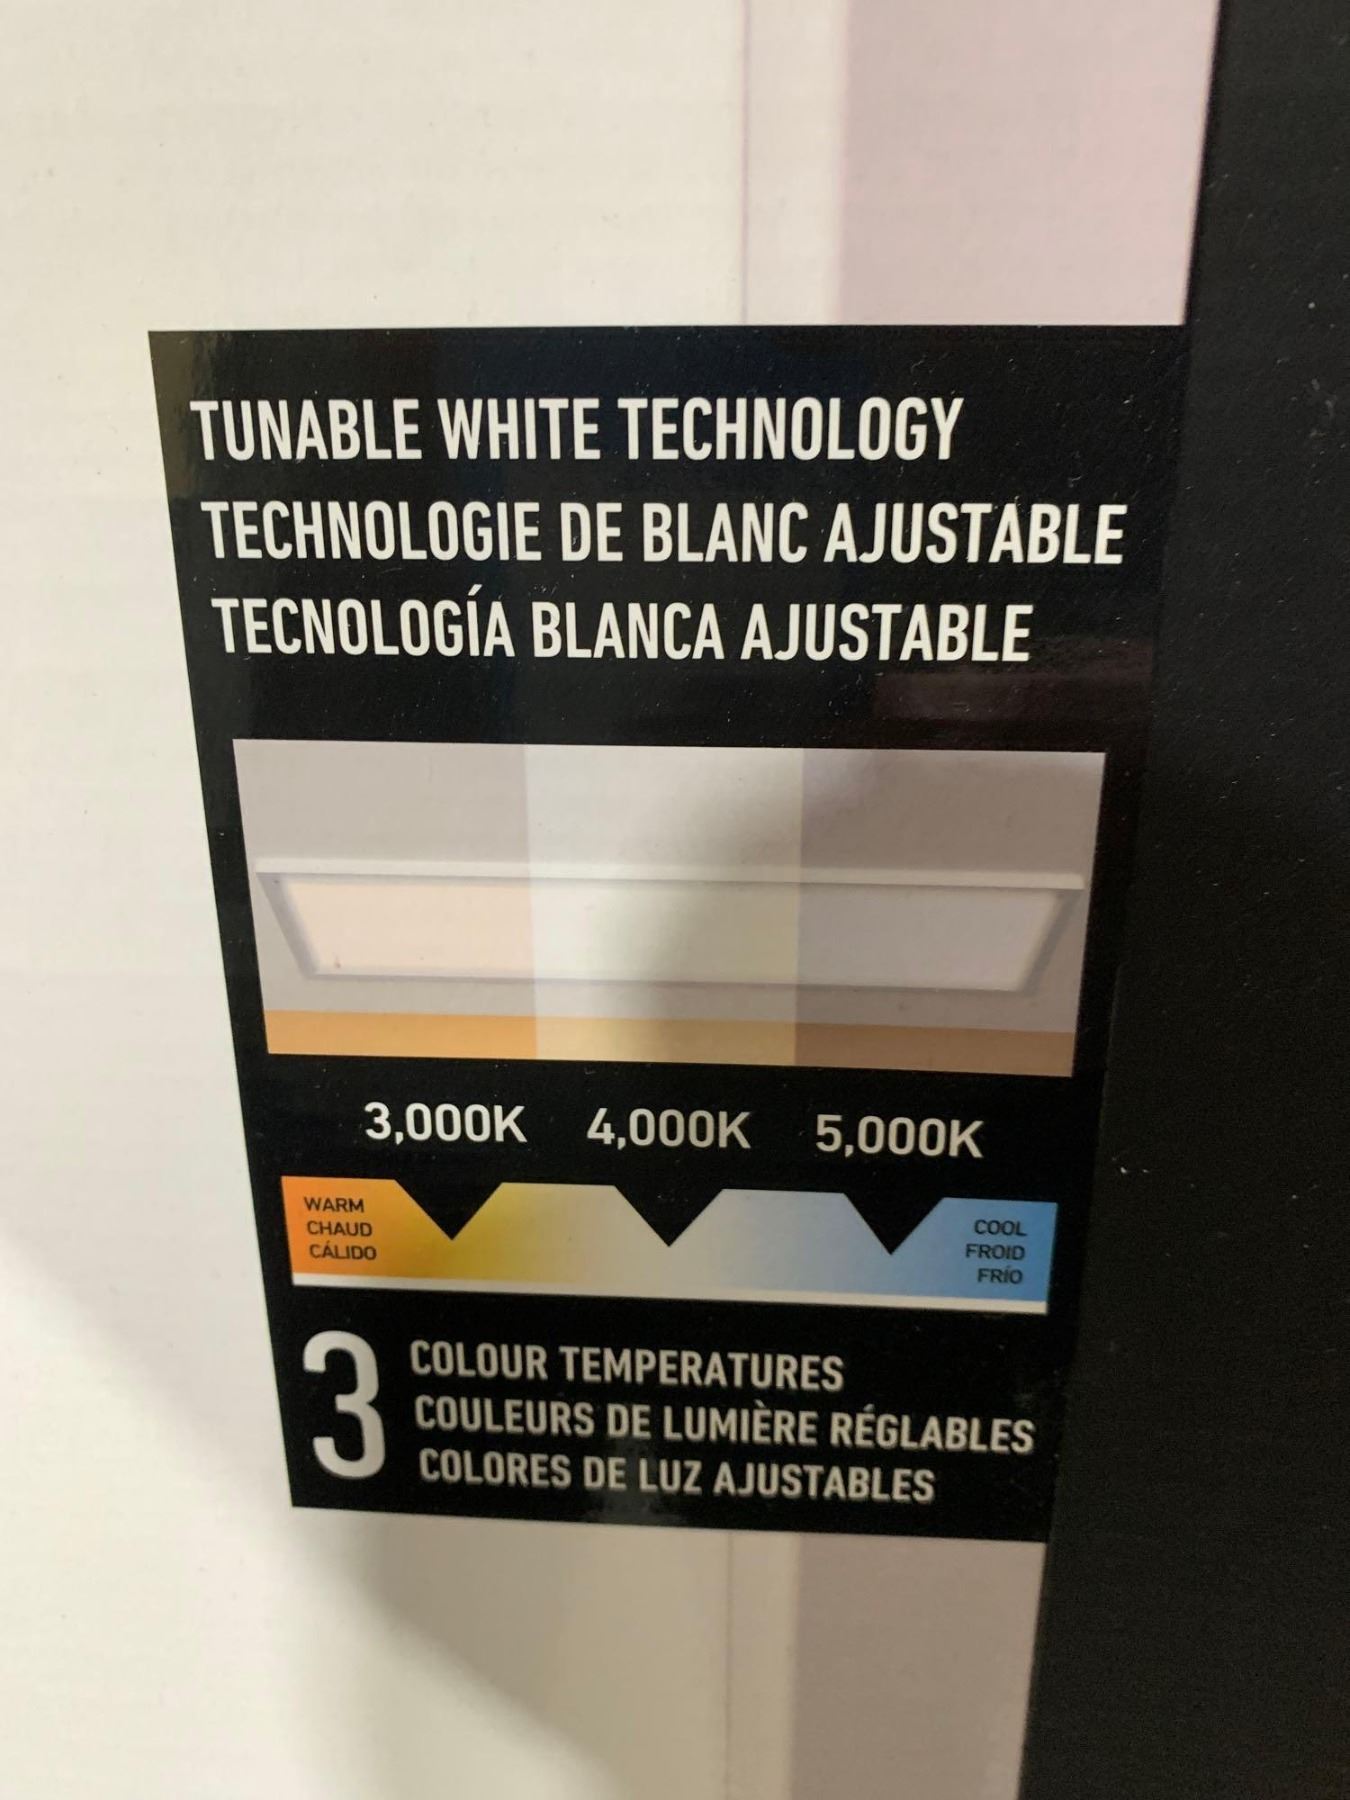 TUNABLE WHITE TECHNOLOGY
TECHNOLOGIE DE BLANC AJUSTABLE
TECNOLOGÍA BLANCA AJUSTABLE
3,000K 4,000K 5,000K
WARM
CHAUD
CÁLIDO
COOL
FROID
FRÍO
3
COLOUR TEMPERATURES
COULEURS DE LUMIÈRE RÉGLABLES
COLORES DE LUZ AJUSTABLES